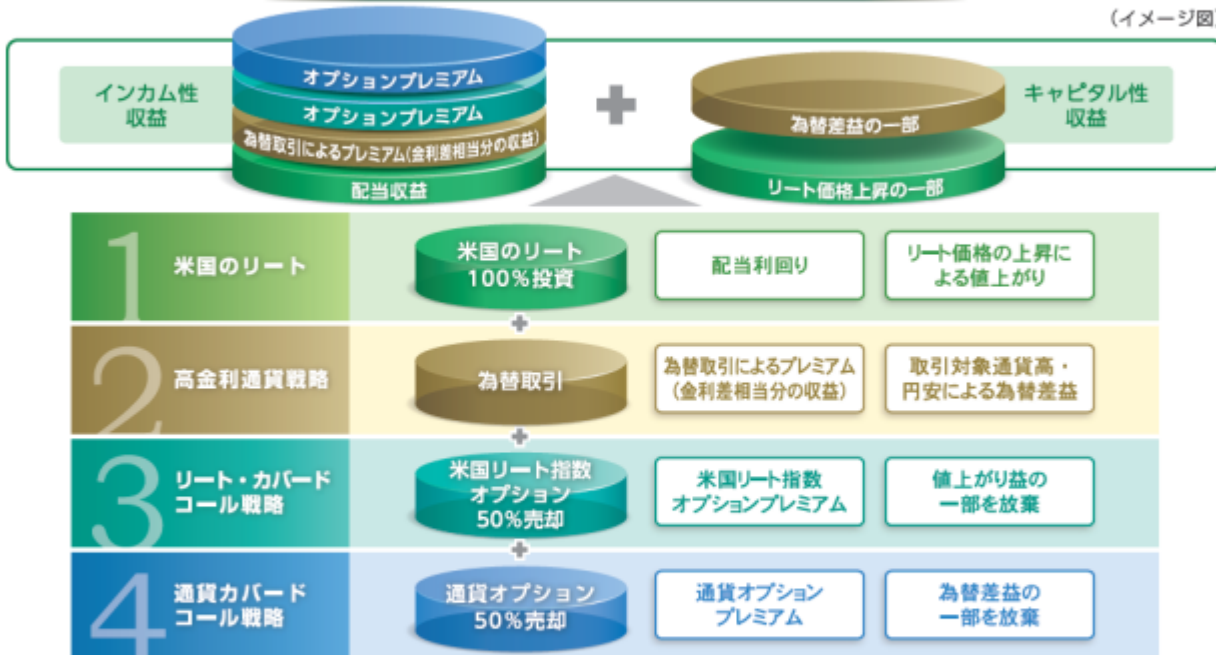 (イメージ図)
インカム性
収益
オプションプレミアム
オプションプレミアム
為替取引によるプレミアム(金利差相当分の収益)
配当収益
為替差益の一部
リート価格上昇の一部
キャピタル性
収益
1
米国のリート
米国のリート
100%投資
配当利回り
リート価格の上昇に
よる値上がり
2
高金利通貨戦略
為替取引
為替取引によるプレミアム
(金利差相当分の収益)
取引対象通貨高・
円安による為替差益
3
リート・カバード
コール戦略
米国リート指数
オプション
50%売却
米国リート指数
オプションプレミアム
値上がり益の
一部を放棄
4
通貨カバード
コール戦略
通貨オプション
50%売却
通貨オプション
プレミアム
為替差益の
一部を放棄